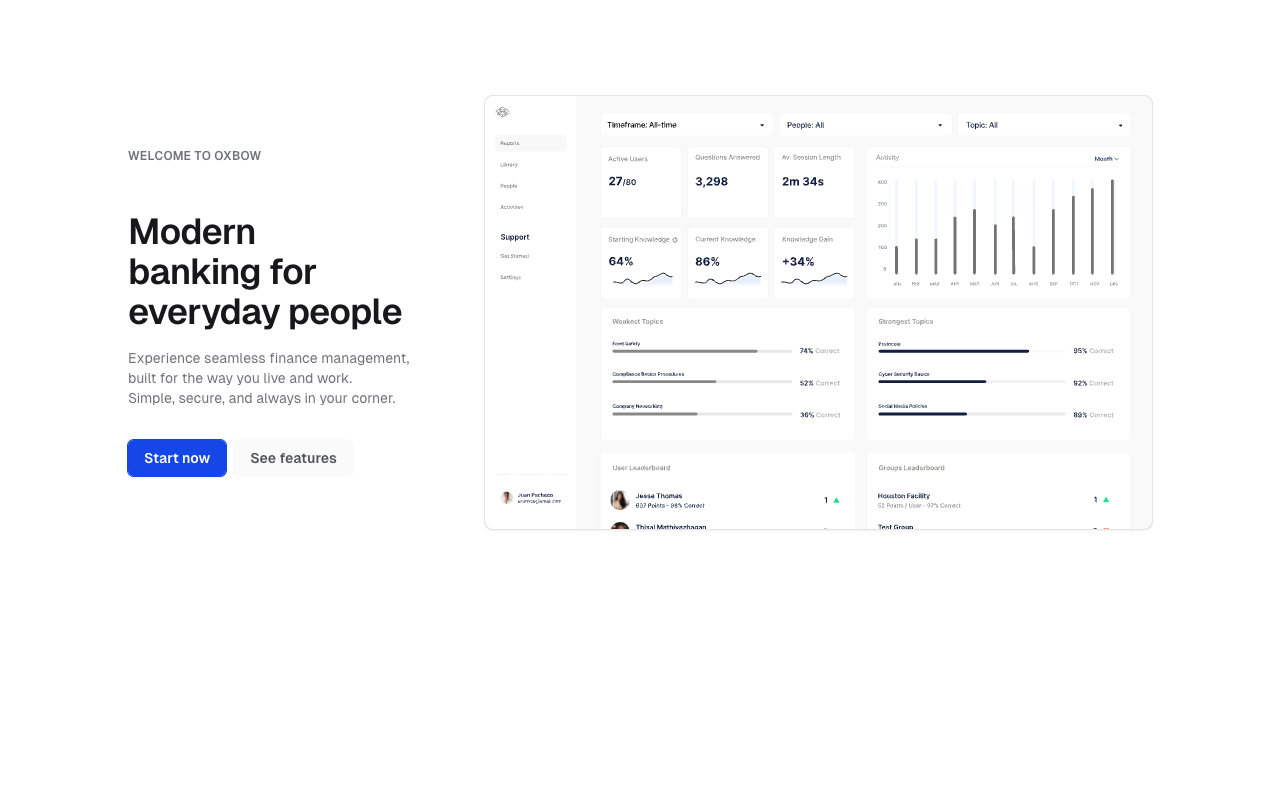 WELCOME TO OXBOW
Modern
banking for
everyday people
Experience seamless finance management,
built for the way you live and work.
Simple, secure, and always in your corner.
Start now
See features
Reports
Library
People
Activities
Support
Get Started
Settings
Juan Pacheco
Timeframe: All-time
People: All
Topic: All
Active Users
27/80
Questions Answered
3,298
Av. Session Length
2m 34s
Starting Knowledge
64%
Current Knowledge
86%
Knowledge Gain
+34%
Activity
Month
400
300
200
100
0
JAN FEB MAR APR MAY JUL AUG SEP OCT NOV DEC
Weakest Topics
Food Safety
74% Correct
Compliance Basics Procedures
52% Correct
Company Networking
36% Correct
Strongest Topics
Protocols
95% Correct
Cyber Security Basics
92% Correct
Social Media Policies
89% Correct
User Leaderboard
Jesse Thomas
637 Points - 98% Correct
1
Thisal Mathiyazhagan
Groups Leaderboard
Houston Facility
52 Points / User - 97% Correct
1
Test Group